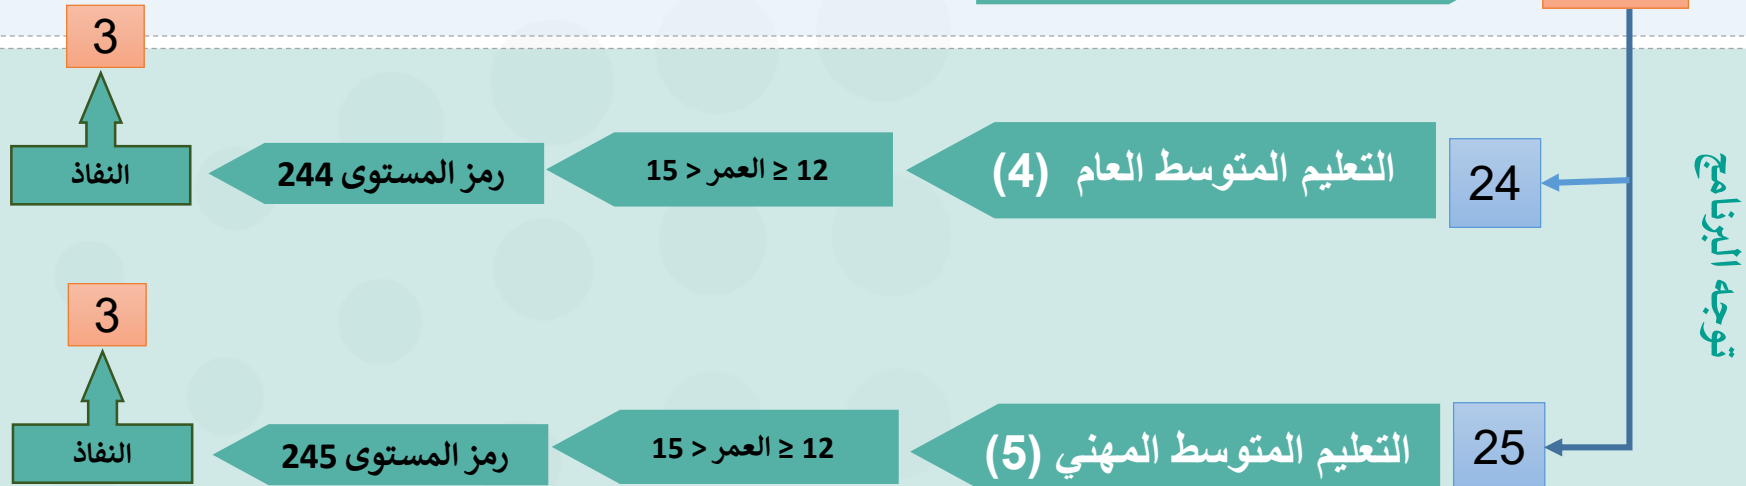 3
24
التعليم المتوسط العام (4)
12 ≤ العمر < 15
رمز المستوى 244
النفاذ
توجه البرنامج
3
25
التعليم المتوسط المهني (5)
12 ≤ العمر < 15
رمز المستوى 245
النفاذ